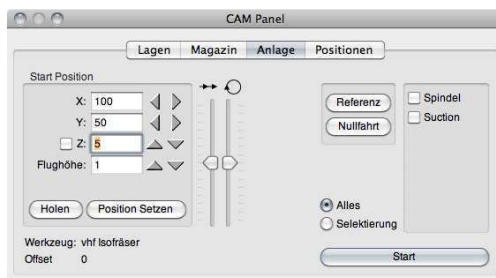 CAM Panel
Lagen Magazin Anlage Positionen
Start Position
X: 100
Y: 50
Z: 5
Flughöhe: 1
Holen Position Setzen
Werkzeug: vhf Isofräser
Offset 0
Referenz
Nullfahrt
Spindel
Suction
Alles
Selektierung
Start